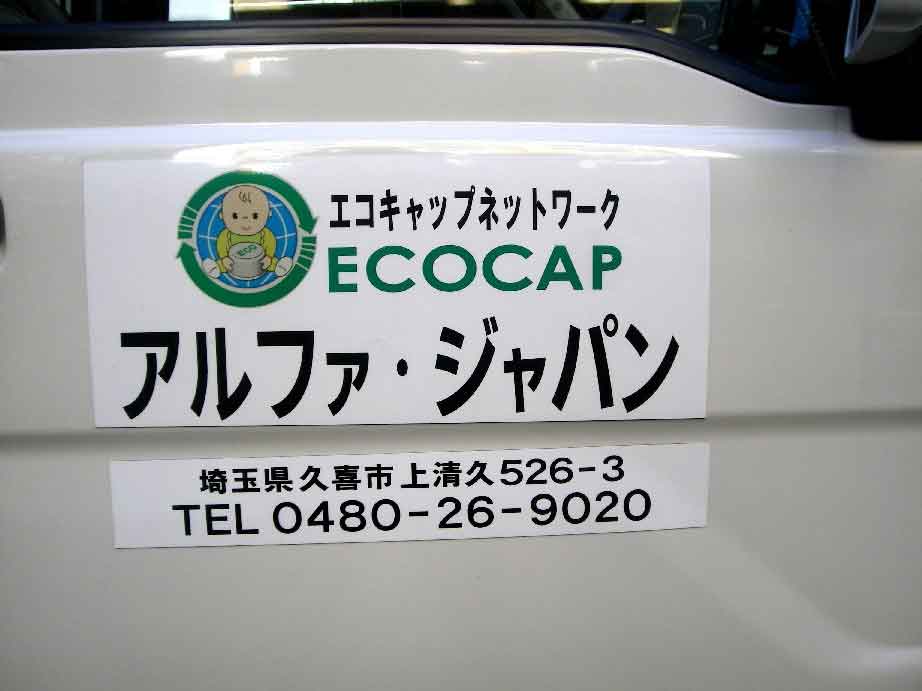 エコキャップネットワーク
ECO
ECOCAP
アルファ・ジャパン
埼玉県久喜市上清久526-3
TEL 0480-26-9020